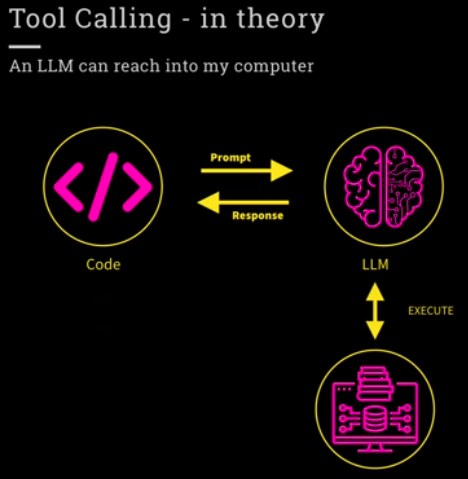 Tool Calling - in theory
An LLM can reach into my computer
Prompt
Response
Code
LLM
EXECUTE